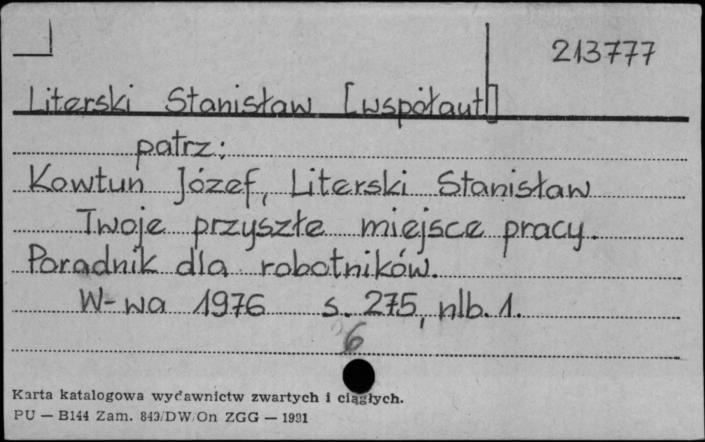 213777
Literski Stanisław [współaut]
patrz:
Kowtun Józef, Literski Stanisław
Twoje przyszłe miejsce pracy.
Poradnik dla robotników.
W-wa 1976 s. 275, nlb. 1.
6
Karta katalogowa wydawnictw zwartych i ciągłych.
PU — B144 Zam. 843/DW/On ZGG — 1981